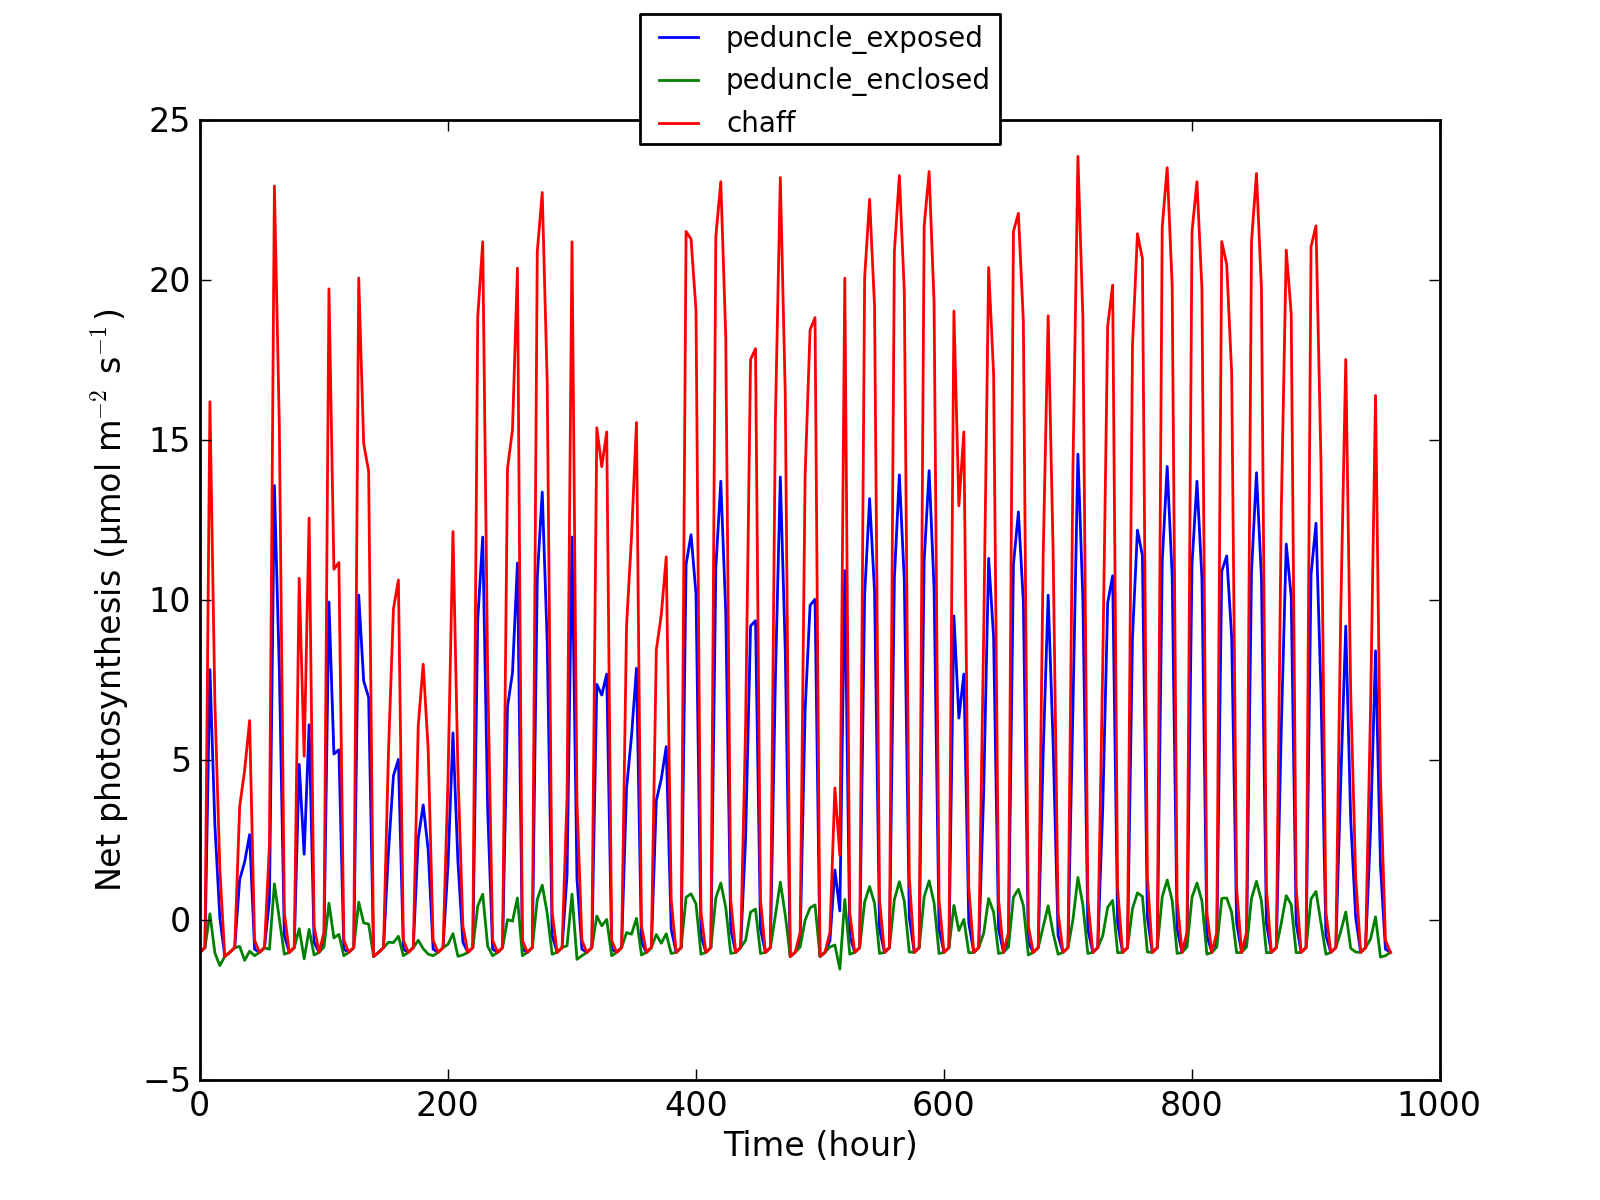 peduncle_exposed
peduncle_enclosed
chaff
25
20
15
10
5
0
−5
Net photosynthesis (µmol m⁻² s⁻¹)
0 200 400 600 800 1000
Time (hour)